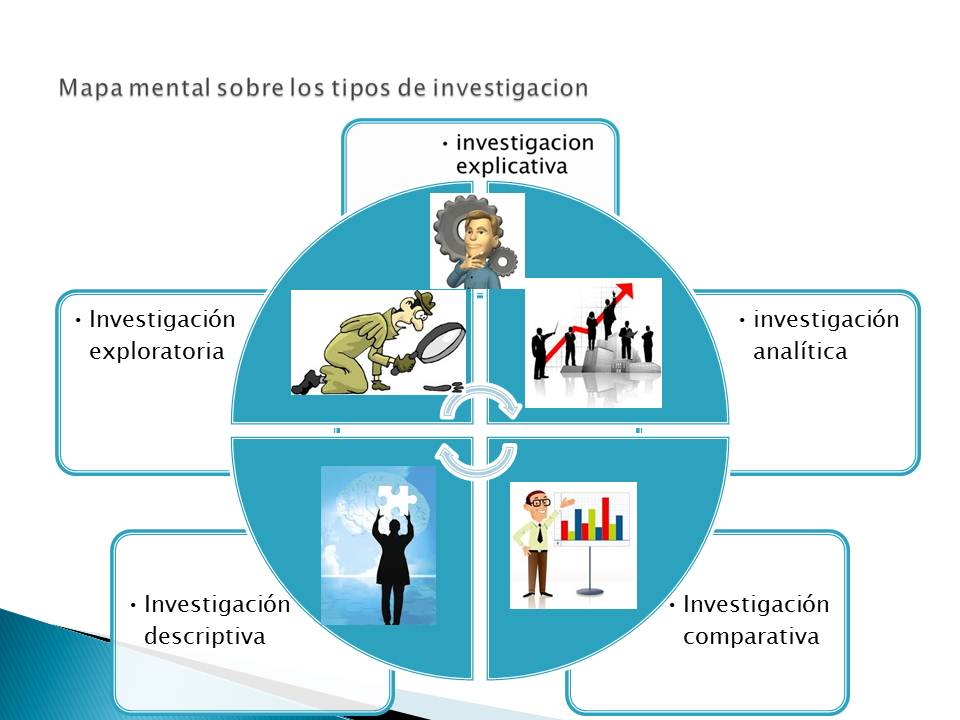 Mapa mental sobre los tipos de investigacion
• investigacion
explicativa
• Investigación
exploratoria
• investigación
analítica
• Investigación
descriptiva
• Investigación
comparativa